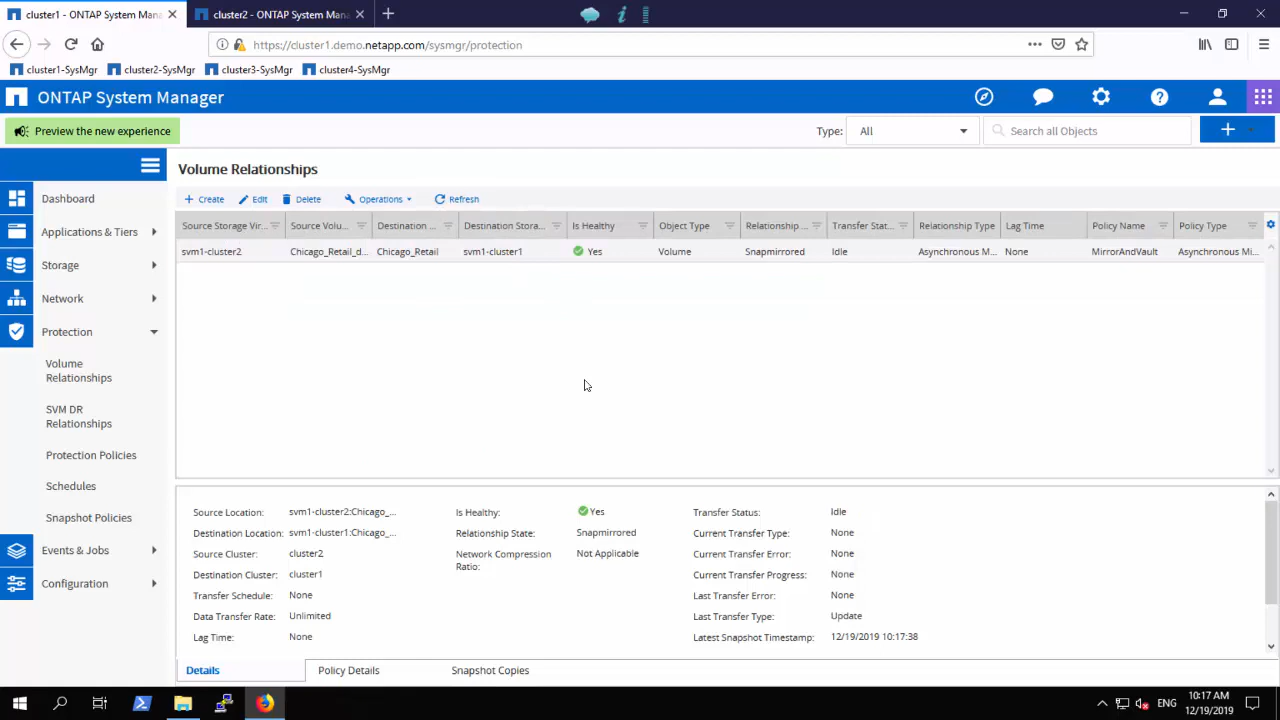 cluster1 - ONTAP System Manager
cluster2 - ONTAP System Mana
https://cluster1.demo.netapp.com/sysmgr/protection
cluster1-SysMgr cluster2-SysMgr cluster3-SysMgr cluster4-SysMgr
ONTAP System Manager
Preview the new experience
Type: All Search all Objects
Volume Relationships
Create Edit Delete Operations Refresh
Source Storage Vir... Source Volu... Destination ... Destination Stora... Is Healthy Object Type Relationship ... Transfer Stat... Relationship Type Lag Time Policy Name Policy Type
svm1-cluster2 Chicago_Retail_d... Chicago_Retail svm1-cluster1 Yes Volume Snapmirrored Idle Asynchronous M... None MirrorAndVault Asynchronous Mi...
Dashboard
Applications & Tiers
Storage
Network
Protection
Volume
Relationships
SVM DR
Relationships
Protection Policies
Schedules
Snapshot Policies
Events & Jobs
Configuration
Source Location: svm1-cluster2:Chicago_... Is Healthy: Yes Transfer Status: Idle
Destination Location: svm1-cluster1:Chicago_... Relationship State: Snapmirrored Current Transfer Type: None
Source Cluster: cluster2 Network Compression Not Applicable Current Transfer Error: None
Ratio:
Destination Cluster: cluster1 Current Transfer Progress: None
Transfer Schedule: None Last Transfer Error: None
Data Transfer Rate: Unlimited Last Transfer Type: Update
Lag Time: None Latest Snapshot Timestamp: 12/19/2019 10:17:38
Details Policy Details Snapshot Copies
ENG
10:17 AM
12/19/2019